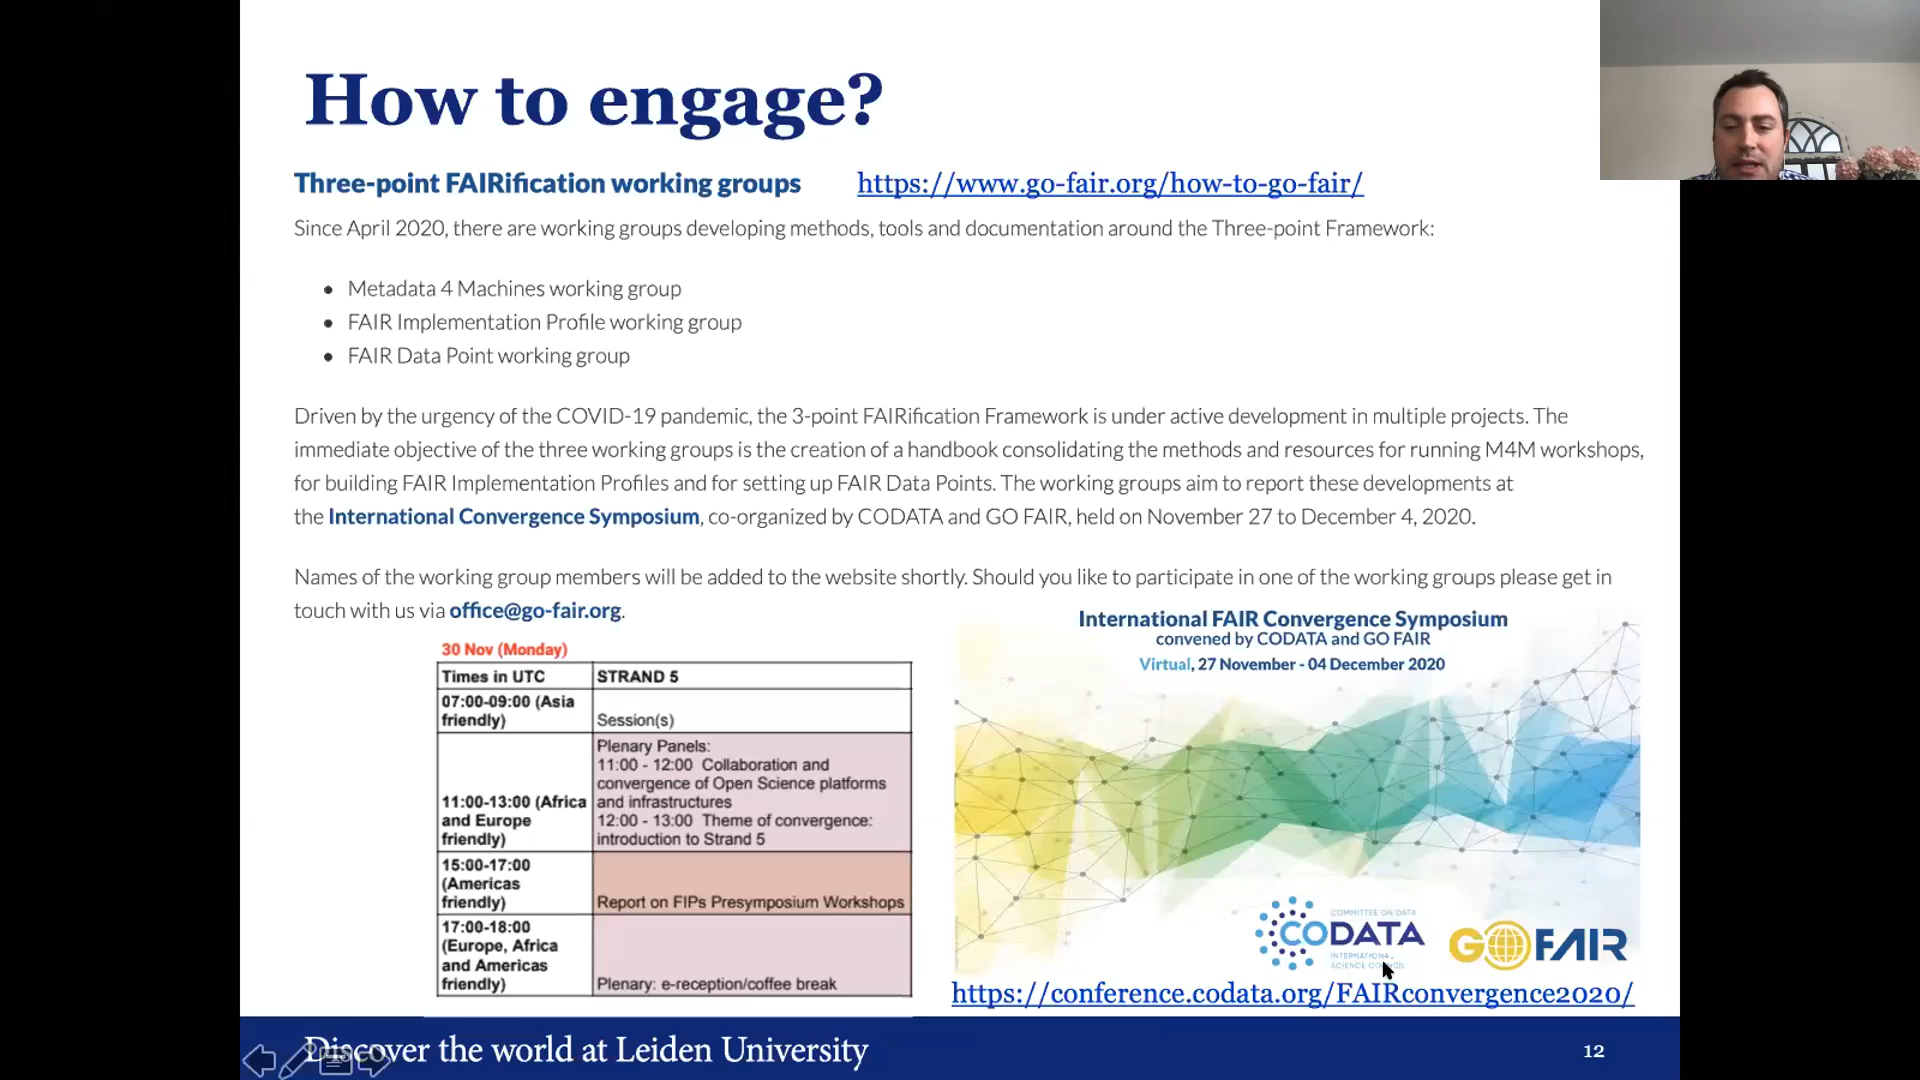 How to engage?
Three-point FAIRification working groups https://www.go-fair.org/how-to-go-fair/
Since April 2020, there are working groups developing methods, tools and documentation around the Three-point Framework:
• Metadata 4 Machines working group
• FAIR Implementation Profile working group
• FAIR Data Point working group
Driven by the urgency of the COVID-19 pandemic, the 3-point FAIRification Framework is under active development in multiple projects. The
immediate objective of the three working groups is the creation of a handbook consolidating the methods and resources for running M4M workshops,
for building FAIR Implementation Profiles and for setting up FAIR Data Points. The working groups aim to report these developments at
the International Convergence Symposium, co-organized by CODATA and GO FAIR, held on November 27 to December 4, 2020.
Names of the working group members will be added to the website shortly. Should you like to participate in one of the working groups please get in
touch with us via office@go-fair.org.
30 Nov (Monday)
Times in UTC STRAND 5
07:00-09:00 (Asia
friendly) Session(s)
Plenary Panels:
11:00 - 12:00 Collaboration and
convergence of Open Science platforms
11:00-13:00 (Africa and infrastructures
and Europe 12:00 - 13:00 Theme of convergence:
friendly) introduction to Strand 5
15:00-17:00
(Americas
friendly) Report on FIPs Presymposium Workshops
17:00-18:00
(Europe, Africa
and Americas
friendly) Plenary: e-reception/coffee break
International FAIR Convergence Symposium
convened by CODATA and GO FAIR
Virtual, 27 November - 04 December 2020
COMMITTEE ON DATA
CODATA
INTERNATIONAL
SCIENCE COUNCIL
GO FAIR
https://conference.codata.org/FAIRconvergence2020/
Discover the world at Leiden University
12